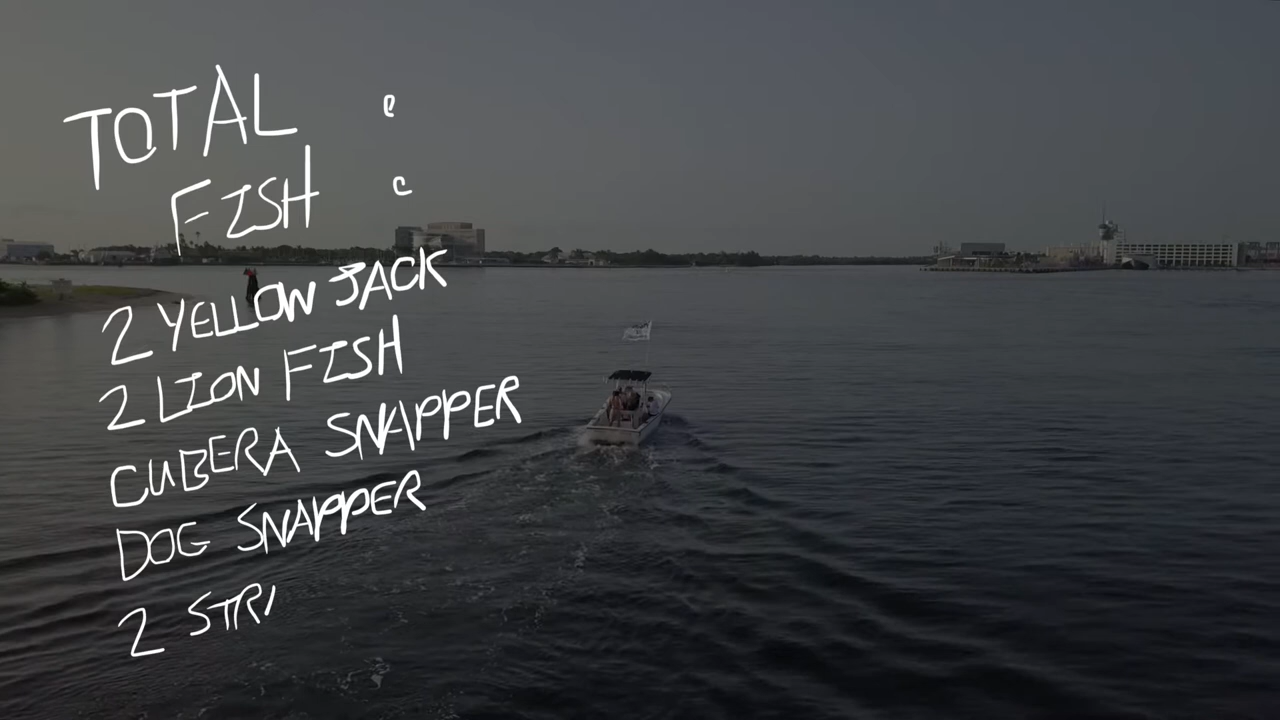 TOTAL
FISH
2 YELLOW JACK
2 LION FISH
CUBERA SNAPPER
DOG SNAPPER
2 STRI